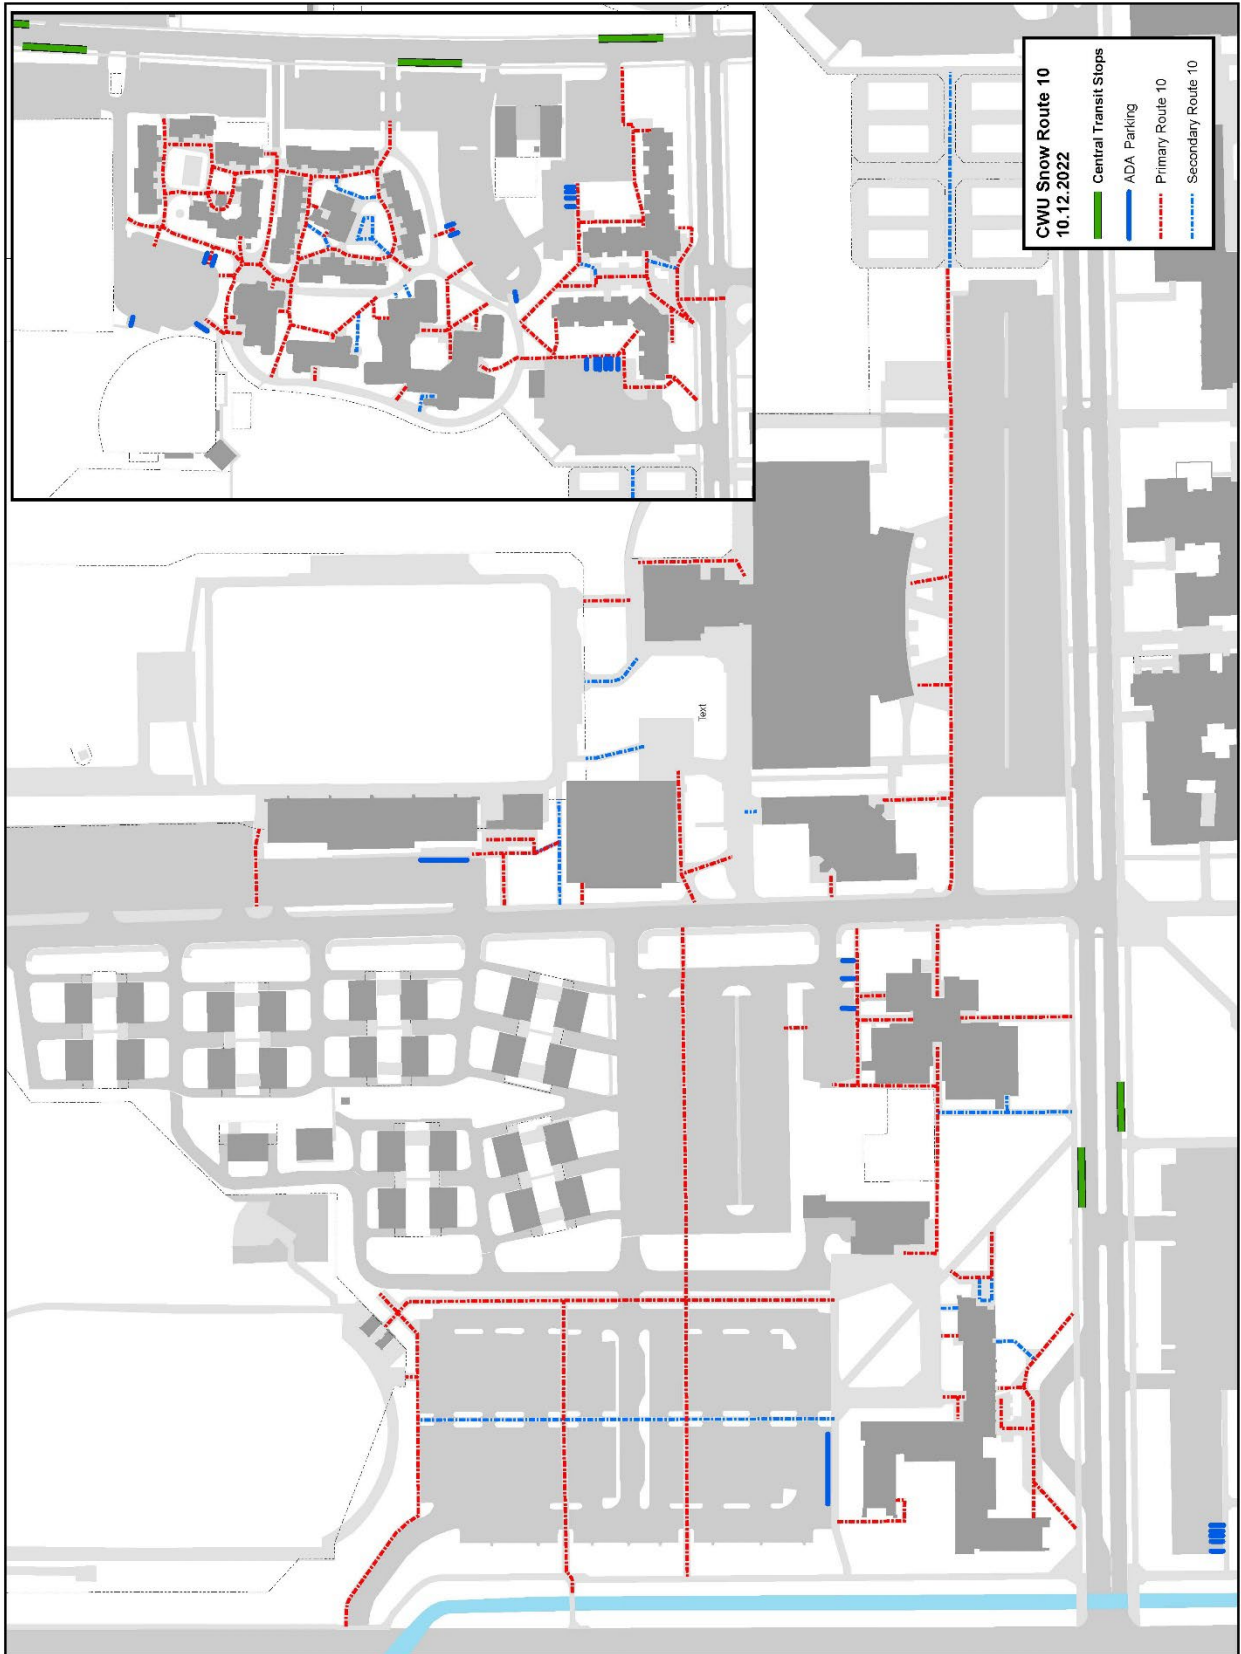 CWU Snow Route 10
10.12.2022
Central Transit Stops
ADA Parking
Primary Route 10
Secondary Route 10
Text